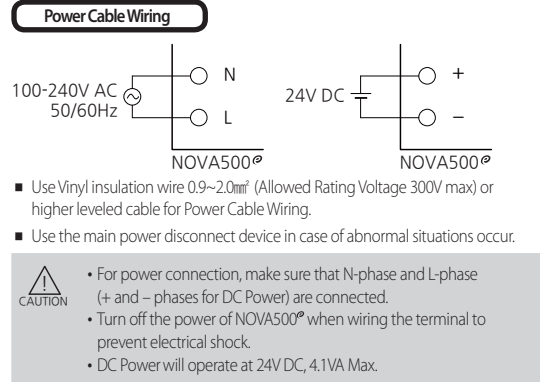 Power Cable Wiring
100-240V AC
50/60Hz
N
L
NOVA500e
24V DC
+
−
NOVA500e
■ Use Vinyl insulation wire 0.9~2.0㎟ (Allowed Rating Voltage 300V max) or
higher leveled cable for Power Cable Wiring.
■ Use the main power disconnect device in case of abnormal situations occur.
CAUTION
• For power connection, make sure that N-phase and L-phase
(+ and – phases for DC Power) are connected.
• Turn off the power of NOVA500e when wiring the terminal to
prevent electrical shock.
• DC Power will operate at 24V DC, 4.1VA Max.